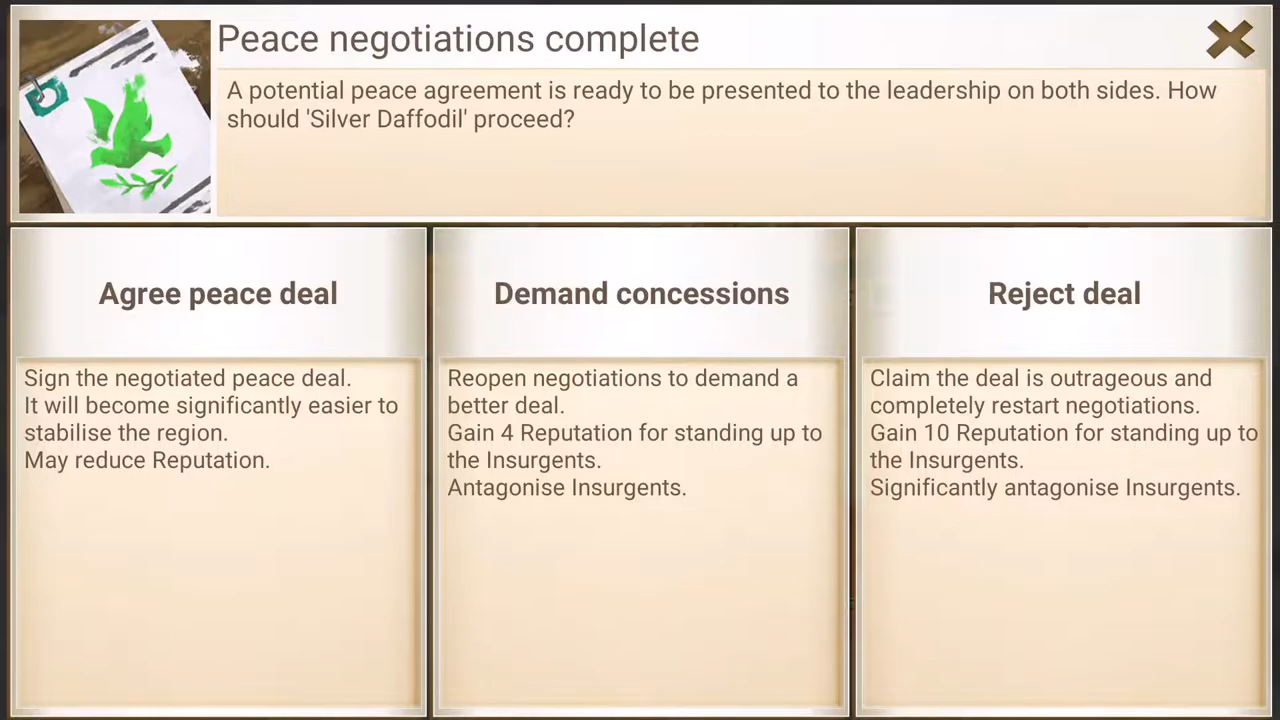 Peace negotiations complete
A potential peace agreement is ready to be presented to the leadership on both sides. How
should 'Silver Daffodil' proceed?
Agree peace deal
Sign the negotiated peace deal.
It will become significantly easier to
stabilise the region.
May reduce Reputation.
Demand concessions
Reopen negotiations to demand a
better deal.
Gain 4 Reputation for standing up to
the Insurgents.
Antagonise Insurgents.
Reject deal
Claim the deal is outrageous and
completely restart negotiations.
Gain 10 Reputation for standing up to
the Insurgents.
Significantly antagonise Insurgents.